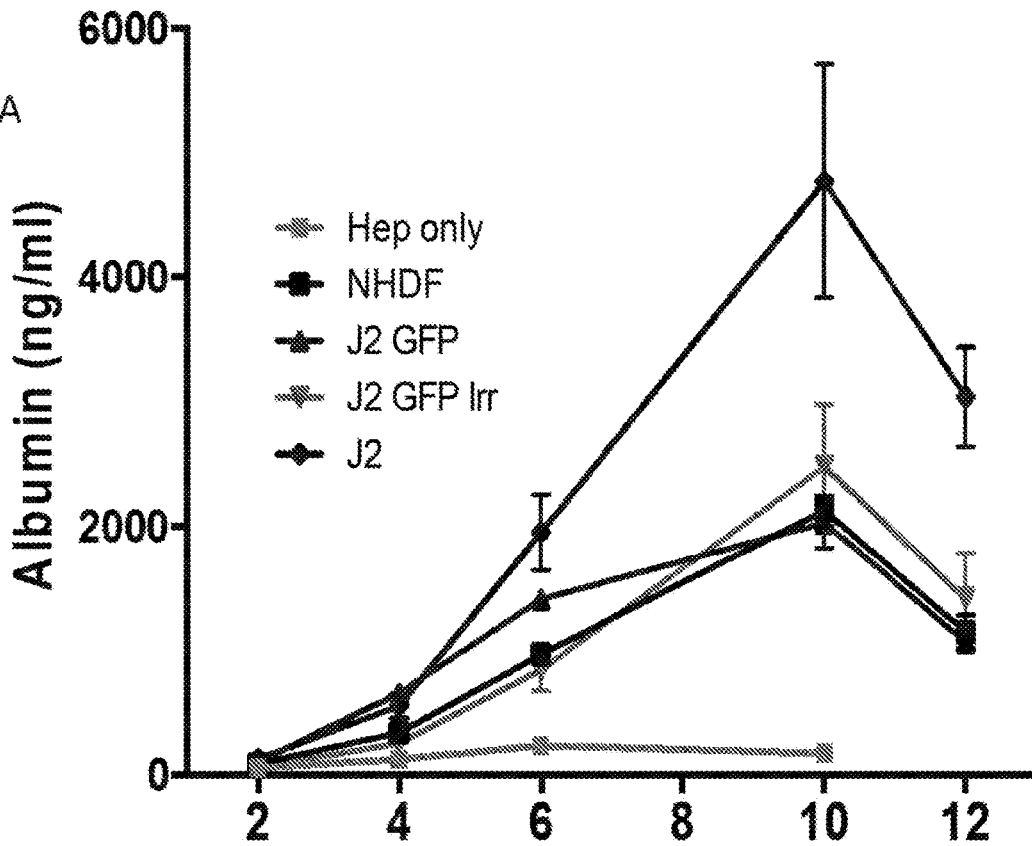 6000
A
Albumin (ng/ml)
Hep only
NHDF
4000
J2 GFP
J2 GFP Irr
J2
2000
0
2 4 6 8 10 12